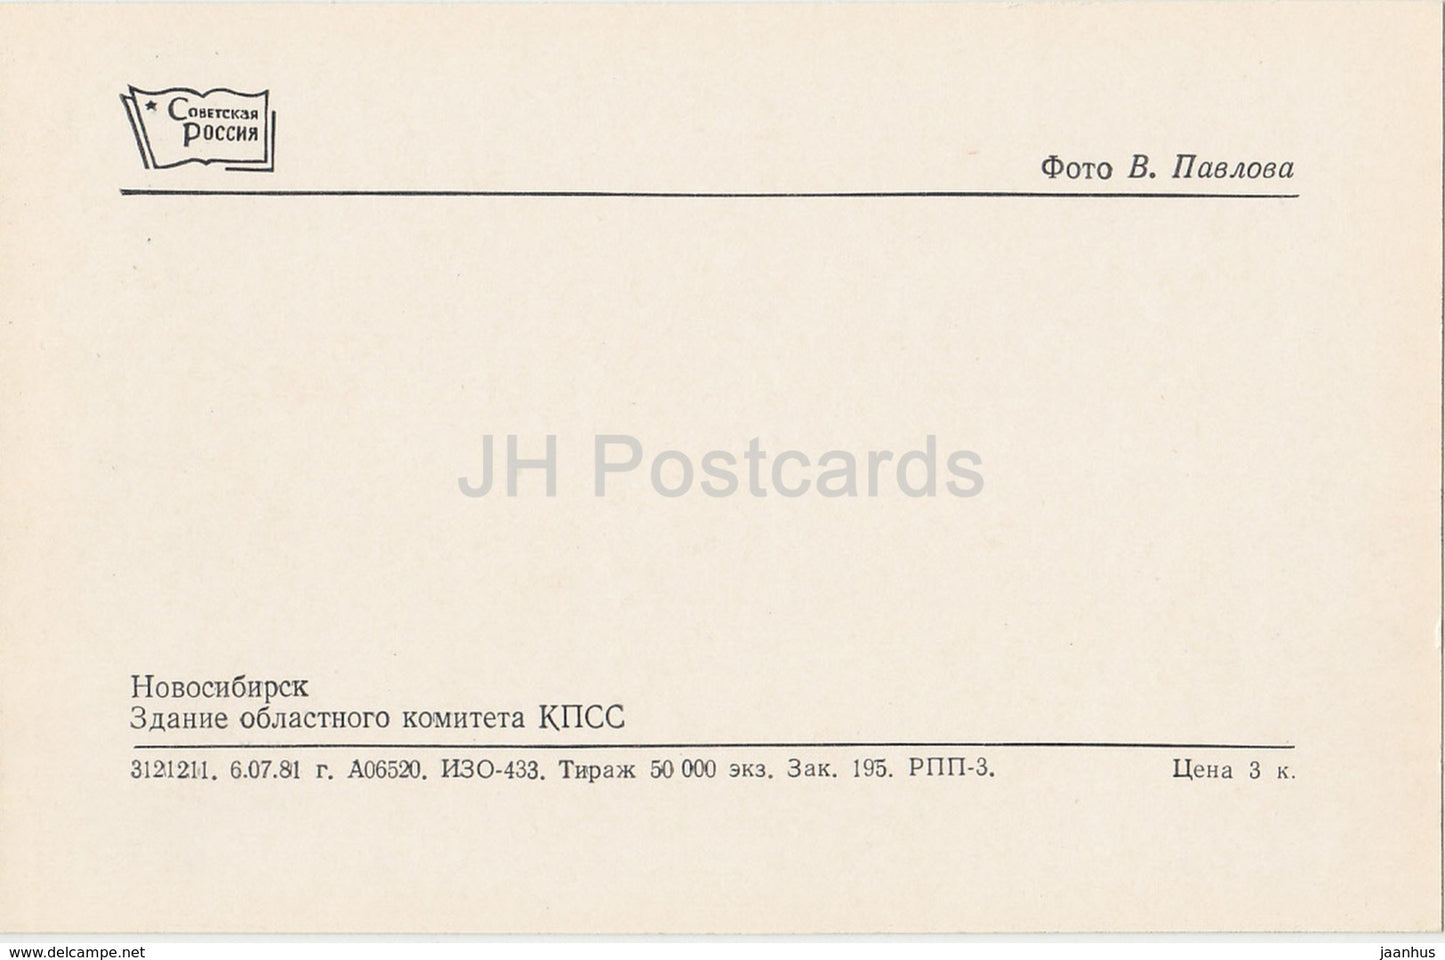 Советская
Россия
Фото В. Павлова
JH Postcards
Новосибирск
Здание областного комитета КПСС
3121211. 6.07.81 г. А06520. ИЗО-433. Тираж 50 000 экз. Зак. 195. РПП-3. Цена 3 к.
www.delcampe.net
jaanhus